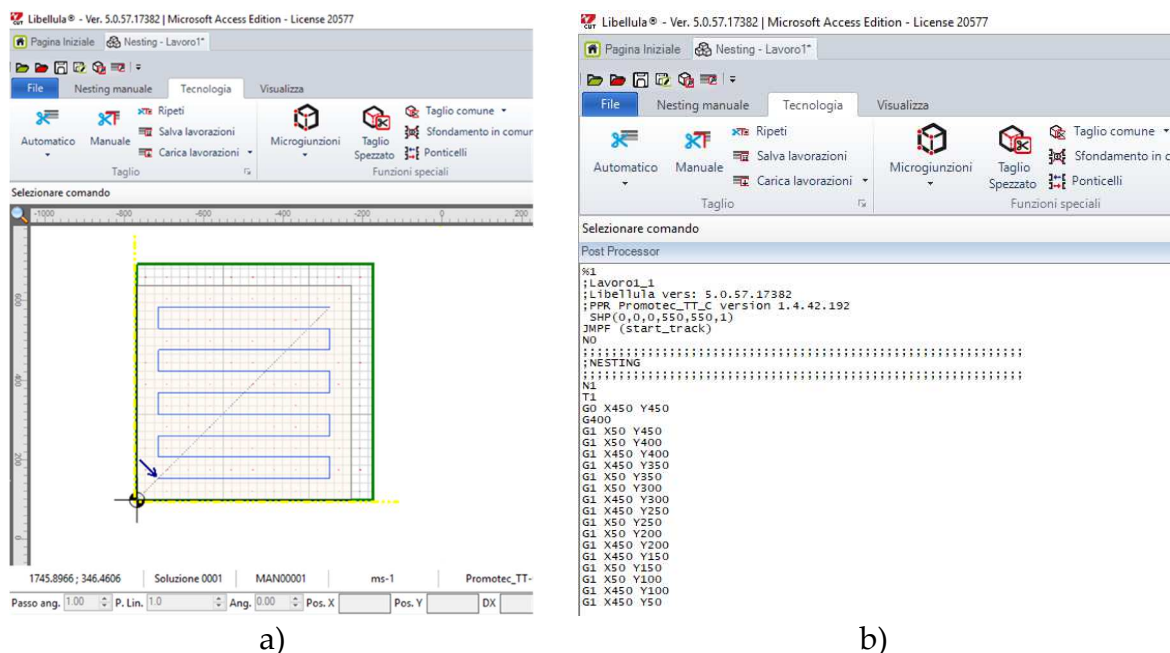 Libellula® - Ver. 5.0.57.17382 | Microsoft Access Edition - License 20577
Pagina Iniziale Nesting - Lavoro1*
File Nesting manuale Tecnologia Visualizza
Automatico Manuale
Ripeti
Salva lavorazioni
Carica lavorazioni
Microgiunzioni
Taglio Spezzato
Taglio comune
Sfondamento in comur
Ponticelli
Taglio Funzioni speciali
Selezionare comando
-1000 -800 -600 -400 -200 0 200
600
400
200
0
1745.8966 ; 346.4606 Soluzione 0001 MAN00001 ms-1 Promotec_TT-
Passo ang. 1.00 P. Lin. 1.0 Ang. 0.00 Pos. X Pos. Y DX
a)
Libellula® - Ver. 5.0.57.17382 | Microsoft Access Edition - License 20577
Pagina Iniziale Nesting - Lavoro1*
File Nesting manuale Tecnologia Visualizza
Automatico Manuale
Ripeti
Salva lavorazioni
Carica lavorazioni
Microgiunzioni
Taglio Spezzato
Taglio comune
Sfondamento in c
Ponticelli
Taglio Funzioni speciali
Selezionare comando
Post Processor
%1
;Lavoro1_1
;Libellula vers: 5.0.57.17382
;PPR Promotec_TT_C version 1.4.42.192
SHP(0,0,0,550,550,1)
JMPF (start_track)
N0
;;;;;;;;;;;;;;;;;;;;;;;;;;;;;;;;;;;;;;;;;;;;;;;;;;;;;;;;;;;;;
;NESTING
;;;;;;;;;;;;;;;;;;;;;;;;;;;;;;;;;;;;;;;;;;;;;;;;;;;;;;;;;;;;;
N1
T1
G0 X450 Y450
G400
G1 X50 Y450
G1 X50 Y400
G1 X450 Y400
G1 X450 Y350
G1 X50 Y350
G1 X50 Y300
G1 X450 Y300
G1 X450 Y250
G1 X50 Y250
G1 X50 Y200
G1 X450 Y200
G1 X450 Y150
G1 X50 Y150
G1 X50 Y100
G1 X450 Y100
G1 X450 Y50
b)